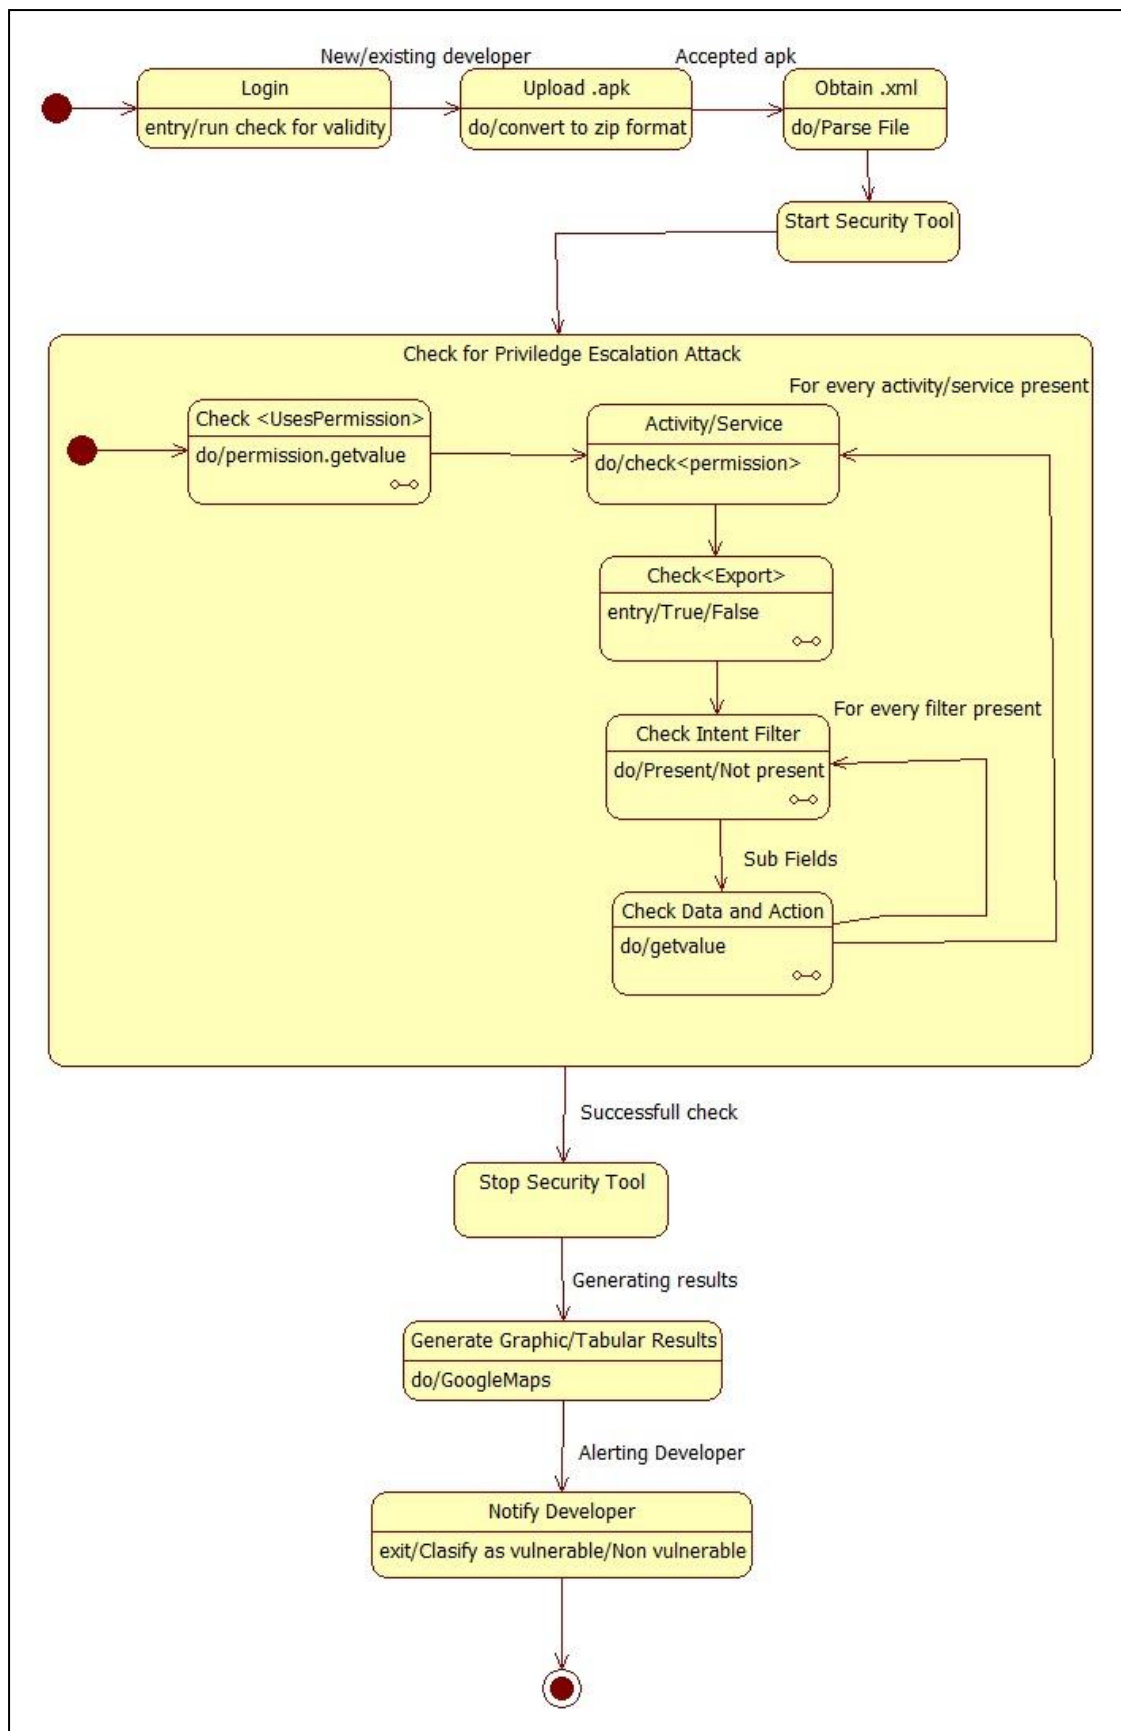 New/existing developer
Accepted apk
Login
entry/run check for validity
Upload .apk
do/convert to zip format
Obtain .xml
do/Parse File
Start Security Tool
Check for Priviledge Escalation Attack
For every activity/service present
Check <UsesPermission>
do/permission.getvalue
Activity/Service
do/check<permission>
Check<Export>
entry/True/False
For every filter present
Check Intent Filter
do/Present/Not present
Sub Fields
Check Data and Action
do/getvalue
Successfull check
Stop Security Tool
Generating results
Generate Graphic/Tabular Results
do/GoogleMaps
Alerting Developer
Notify Developer
exit/Clasify as vulnerable/Non vulnerable